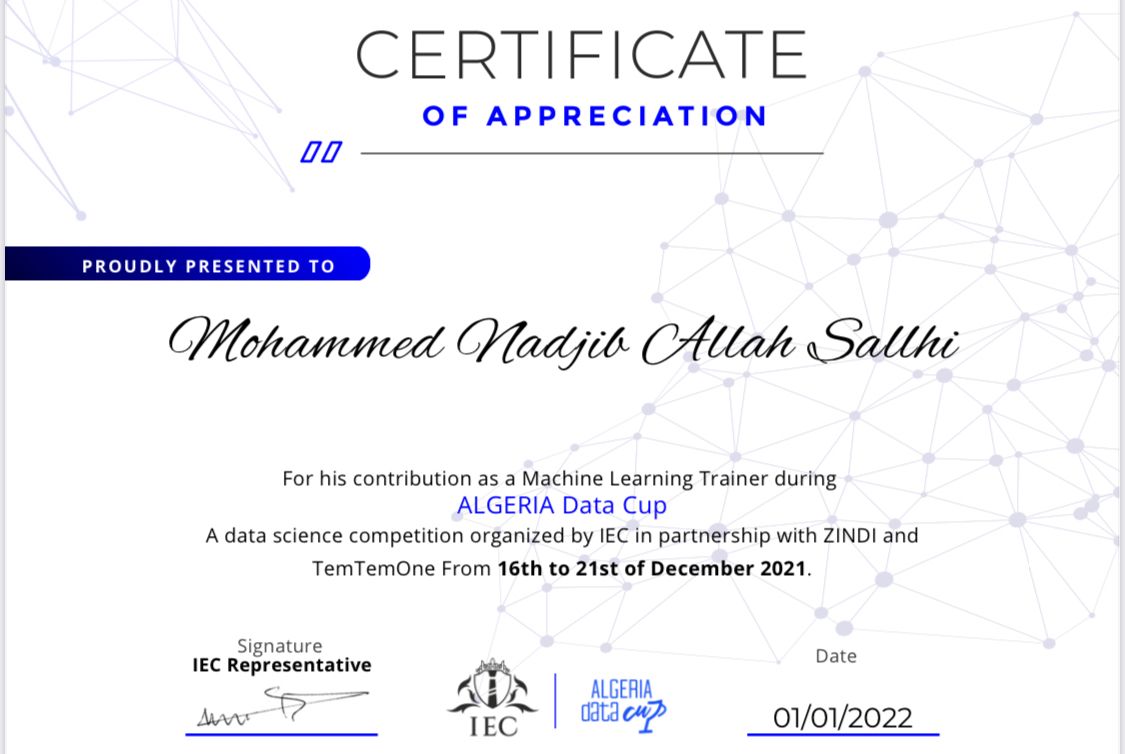 CERTIFICATE
OF APPRECIATION
PROUDLY PRESENTED TO
Mohammed Nadjib Allah Sallhi
For his contribution as a Machine Learning Trainer during
ALGERIA Data Cup
A data science competition organized by IEC in partnership with ZINDI and
TemTemOne From 16th to 21st of December 2021.
Signature
IEC Representative
IEC
ALGERIA
data cup
Date
01/01/2022